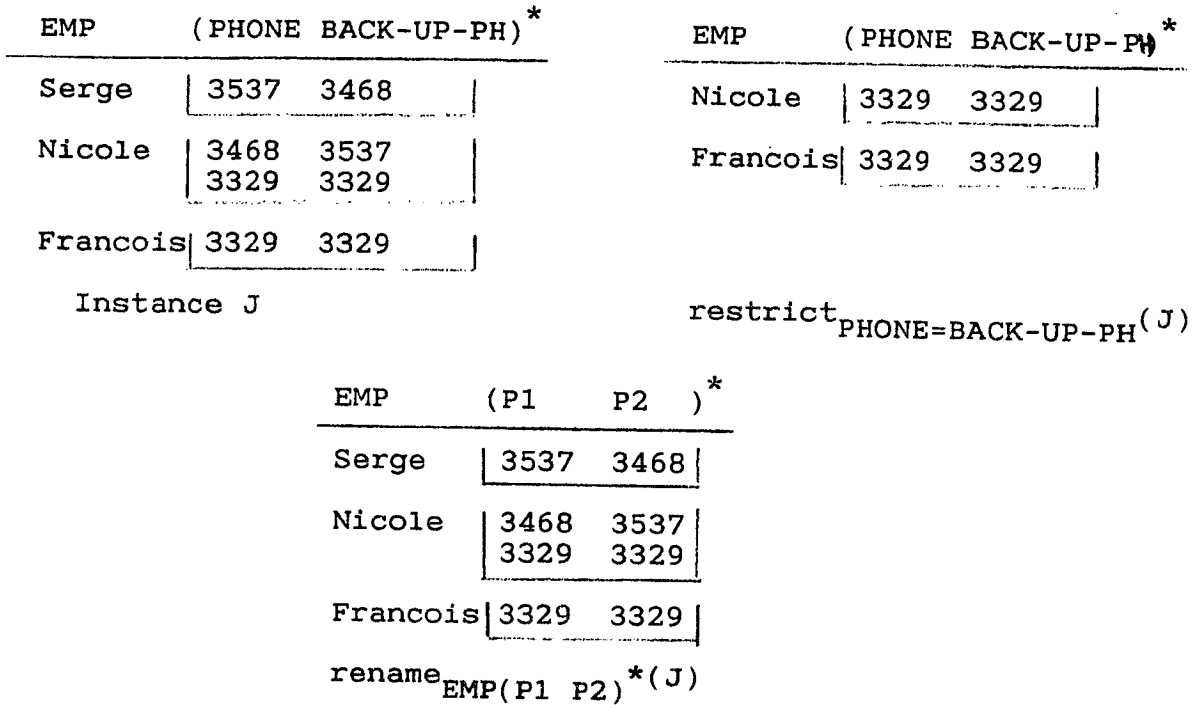 EMP (PHONE BACK-UP-PH)*
Serge 3537 3468
Nicole 3468 3537
3329 3329
Francois 3329 3329
Instance J
EMP (PHONE BACK-UP-PH)*
Nicole 3329 3329
Francois 3329 3329
restrict PHONE=BACK-UP-PH (J)
EMP (P1 P2 )*
Serge 3537 3468
Nicole 3468 3537
3329 3329
Francois 3329 3329
rename EMP(P1 P2)*(J)